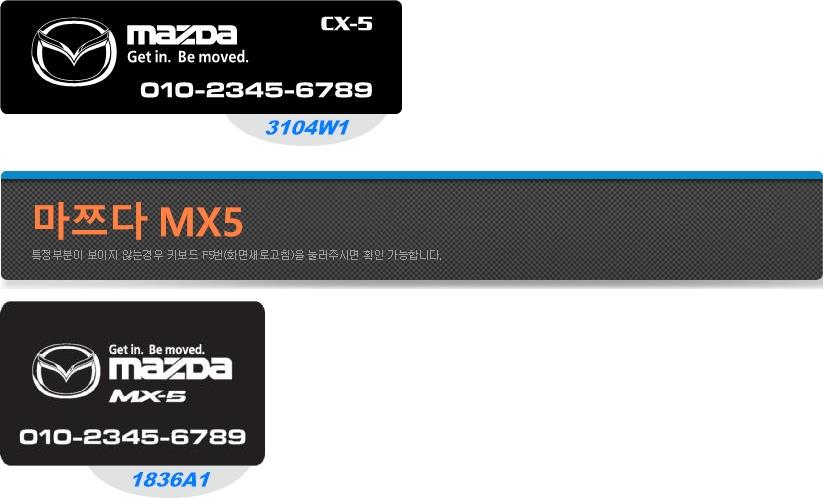 mazda
CX-5
Get in. Be moved.
010-2345-6789
3104W1
마쯔다 MX5
특정부분이 보이지 않는경우 키보드 F5번(화면새로고침)을 눌러주시면 확인 가능합니다.
Get in. Be moved.
mazda
MX-5
010-2345-6789
1836A1